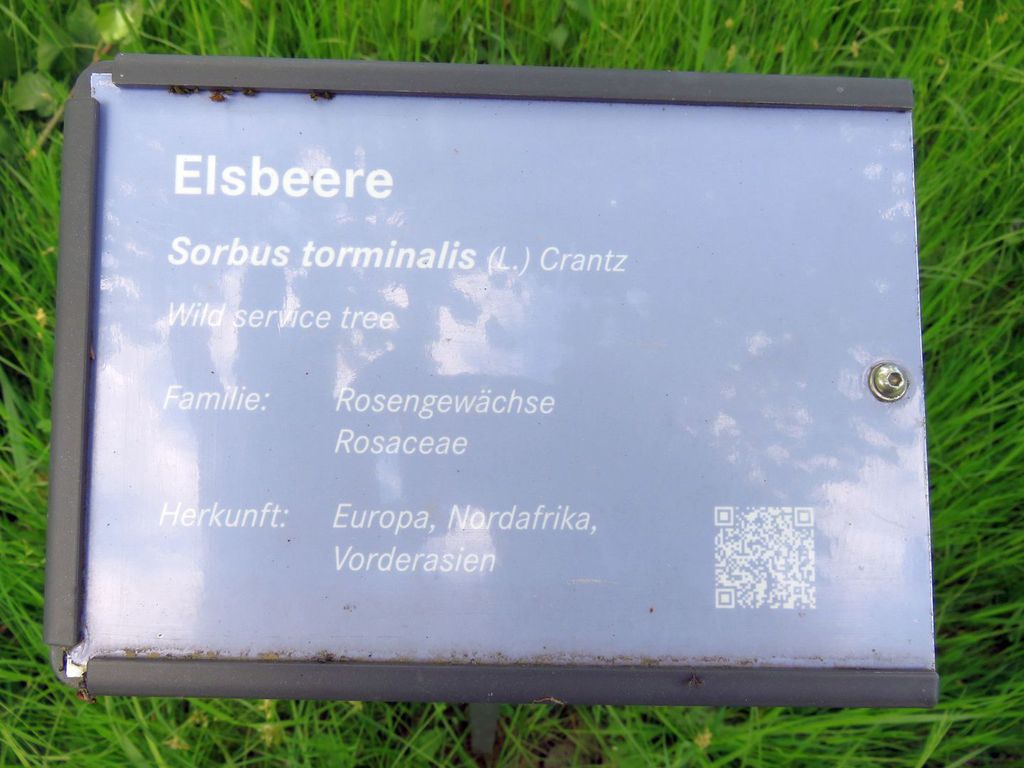 Elsbeere
Sorbus torminalis (L.) Crantz
Wild service tree
Familie: Rosengewächse
Rosaceae
Herkunft: Europa, Nordafrika,
Vorderasien